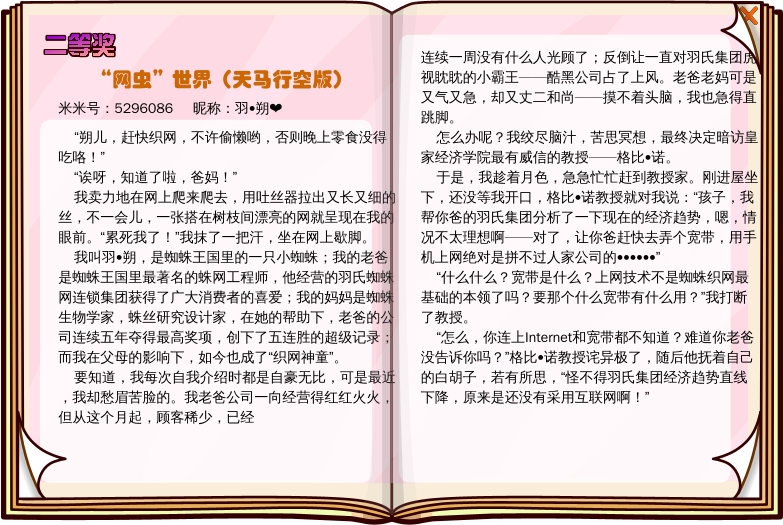 二等奖
“网虫”世界（天马行空版）
米米号：5296086 昵称：羽•朔❤
“朔儿，赶快织网，不许偷懒哟，否则晚上零食没得
吃咯！”
“诶呀，知道了啦，爸妈！”
我卖力地在网上爬来爬去，用吐丝器拉出又长又细的
丝，不一会儿，一张搭在树枝间漂亮的网就呈现在我的
眼前。“累死我了！”我抹了一把汗，坐在网上歇脚。
我叫羽•朔，是蜘蛛王国里的一只小蜘蛛；我的老爸
是蜘蛛王国里最著名的蛛网工程师，他经营的羽氏蜘蛛
网连锁集团获得了广大消费者的喜爱；我的妈妈是蜘蛛
生物学家，蛛丝研究设计家，在她的帮助下，老爸的公
司连续五年夺得最高奖项，创下了五连胜的超级记录；
而我在父母的影响下，如今也成了“织网神童”。
要知道，我每次自我介绍时都是自豪无比，可是最近
，我却愁眉苦脸的。我老爸公司一向经营得红红火火，
但从这个月起，顾客稀少，已经
连续一周没有什么人光顾了；反倒让一直对羽氏集团虎
视眈眈的小霸王——酷黑公司占了上风。老爸老妈可是
又气又急，却又丈二和尚——摸不着头脑，我也急得直
跳脚。
怎么办呢？我绞尽脑汁，苦思冥想，最终决定暗访皇
家经济学院最有威信的教授——格比•诺。
于是，我趁着月色，急急忙忙赶到教授家。刚进屋坐
下，还没等我开口，格比•诺教授就对我说：“孩子，我
帮你爸的羽氏集团分析了一下现在的经济趋势，嗯，情
况不太理想啊——对了，让你爸赶快去弄个宽带，用手
机上网绝对是拼不过人家公司的••••••”
“什么什么？宽带是什么？上网技术不是蜘蛛织网最
基础的本领了吗？要那个什么宽带有什么用？”我打断
了教授。
“怎么，你连上Internet和宽带都不知道？难道你老爸
没告诉你吗？”格比•诺教授诧异极了，随后他抚着自己
的白胡子，若有所思，“怪不得羽氏集团经济趋势直线
下降，原来是还没有采用互联网啊！”